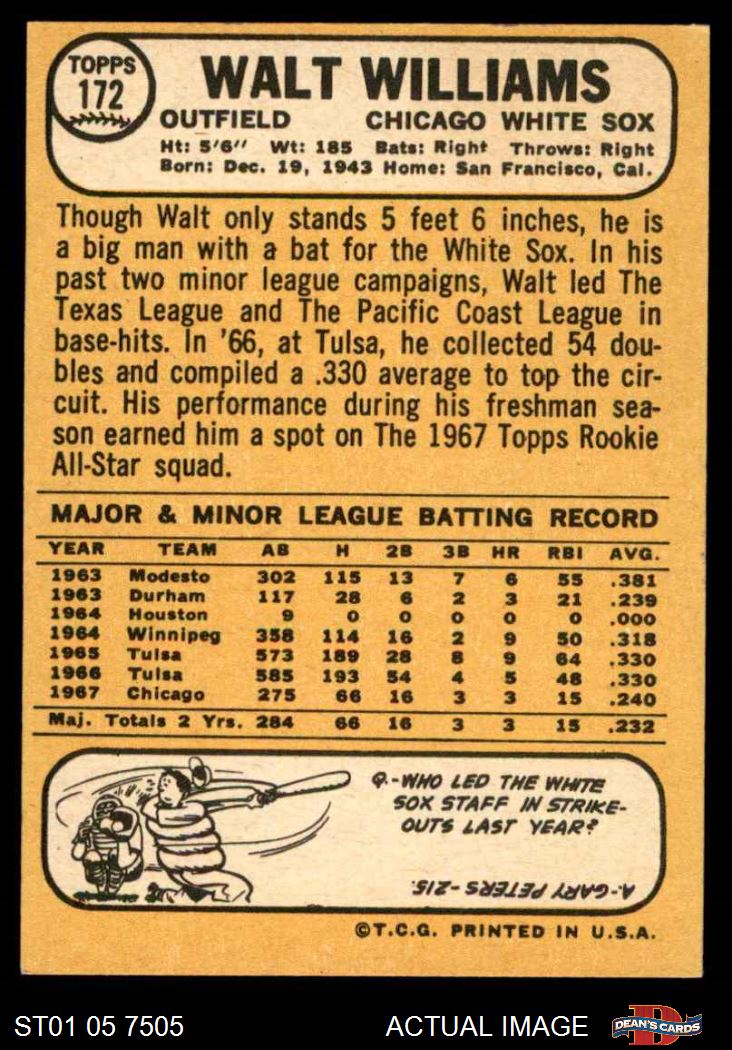 TOPPS
172
WALT WILLIAMS
OUTFIELD CHICAGO WHITE SOX
Ht: 5'6" Wt: 185 Bats: Right Throws: Right
Born: Dec. 19, 1943 Home: San Francisco, Cal.
Though Walt only stands 5 feet 6 inches, he is
a big man with a bat for the White Sox. In his
past two minor league campaigns, Walt led The
Texas League and The Pacific Coast League in
base-hits. In '66, at Tulsa, he collected 54 dou-
bles and compiled a .330 average to top the cir-
cuit. His performance during his freshman sea-
son earned him a spot on The 1967 Topps Rookie
All-Star squad.
MAJOR & MINOR LEAGUE BATTING RECORD
YEAR TEAM AB H 2B 3B HR RBI AVG.
1963 Modesto 302 115 13 7 6 55 .381
1963 Durham 117 28 6 2 3 21 .239
1964 Houston 9 0 0 0 0 0 .000
1964 Winnipeg 358 114 16 2 9 50 .318
1965 Tulsa 573 189 28 8 9 64 .330
1966 Tulsa 585 193 54 4 5 48 .330
1967 Chicago 275 66 16 3 3 15 .240
Maj. Totals 2 Yrs. 284 66 16 3 3 15 .232
Q.-WHO LED THE WHITE
SOX STAFF IN STRIKE-
OUTS LAST YEAR?
A-GARY PETERS-215.
©T.C.G. PRINTED IN U.S.A.
ST01 05 7505 ACTUAL IMAGE DEAN'S CARDS